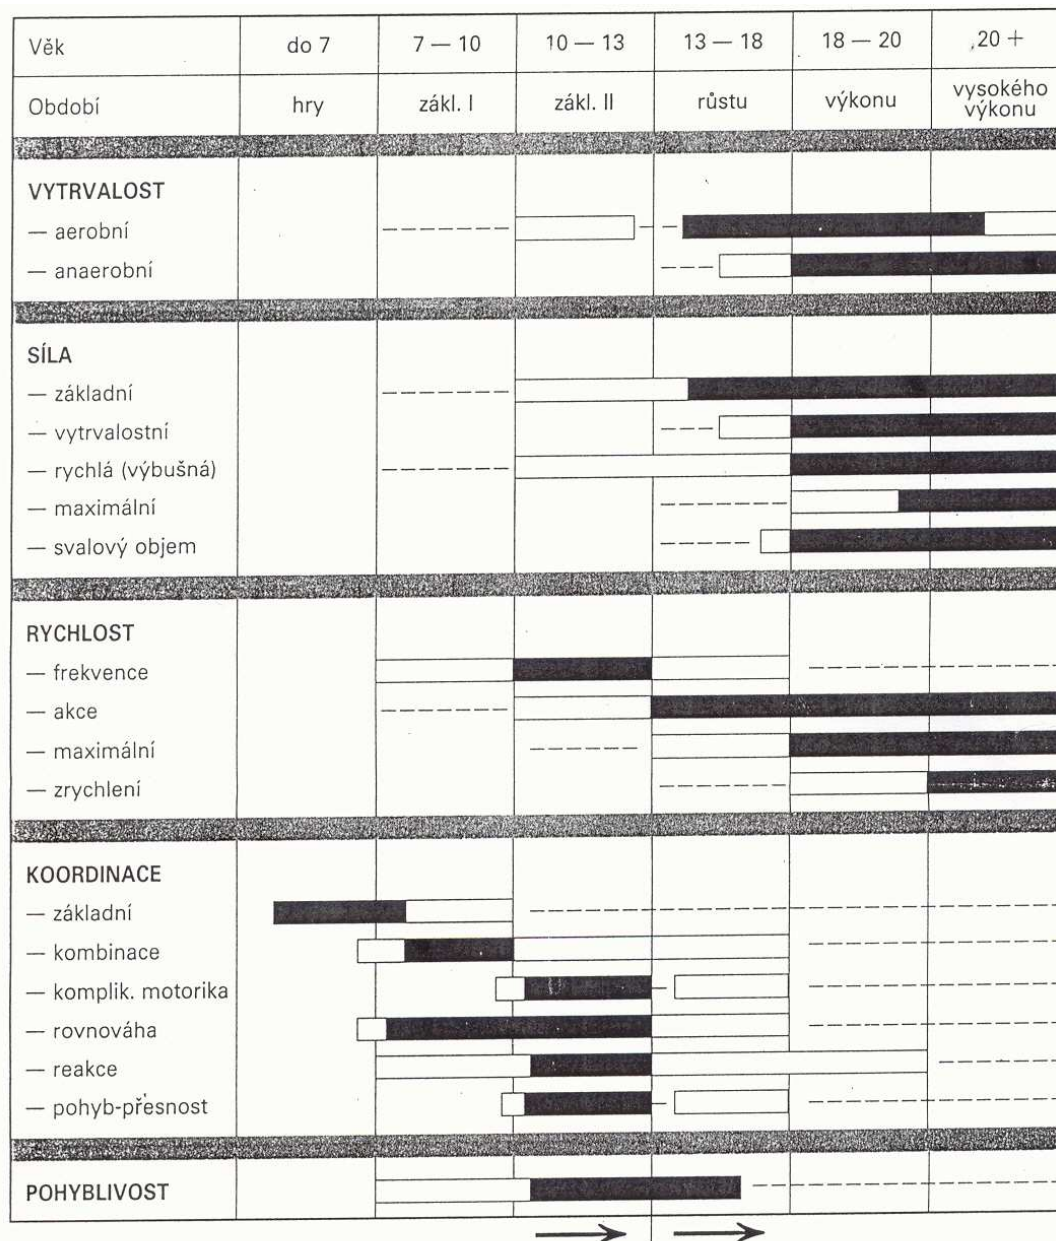 Věk do 7 7 — 10 10 — 13 13 — 18 18 — 20 20 +
Období hry zákl. I zákl. II růstu výkonu vysokého výkonu
VYTRVALOST
— aerobní
— anaerobní
SÍLA
— základní
— vytrvalostní
— rychlá (výbušná)
— maximální
— svalový objem
RYCHLOST
— frekvence
— akce
— maximální
— zrychlení
KOORDINACE
— základní
— kombinace
— komplik. motorika
— rovnováha
— reakce
— pohyb-přesnost
POHYBLIVOST